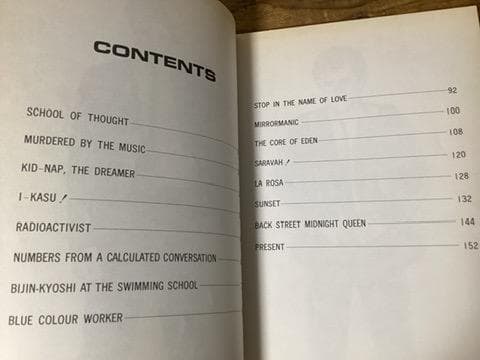 CONTENTS
SCHOOL OF THOUGHT
MURDERED BY THE MUSIC
KID-NAP, THE DREAMER
I-KASU!
RADIOACTIVIST
NUMBERS FROM A CALCULATED CONVERSATION
BIJIN-KYOSHI AT THE SWIMMING SCHOOL
BLUE COLOUR WORKER
STOP IN THE NAME OF LOVE 92
MIRRORMANIC 100
THE CORE OF EDEN 108
SARAVAH! 120
LA ROSA 128
SUNSET 132
BACK STREET MIDNIGHT QUEEN 144
PRESENT 152